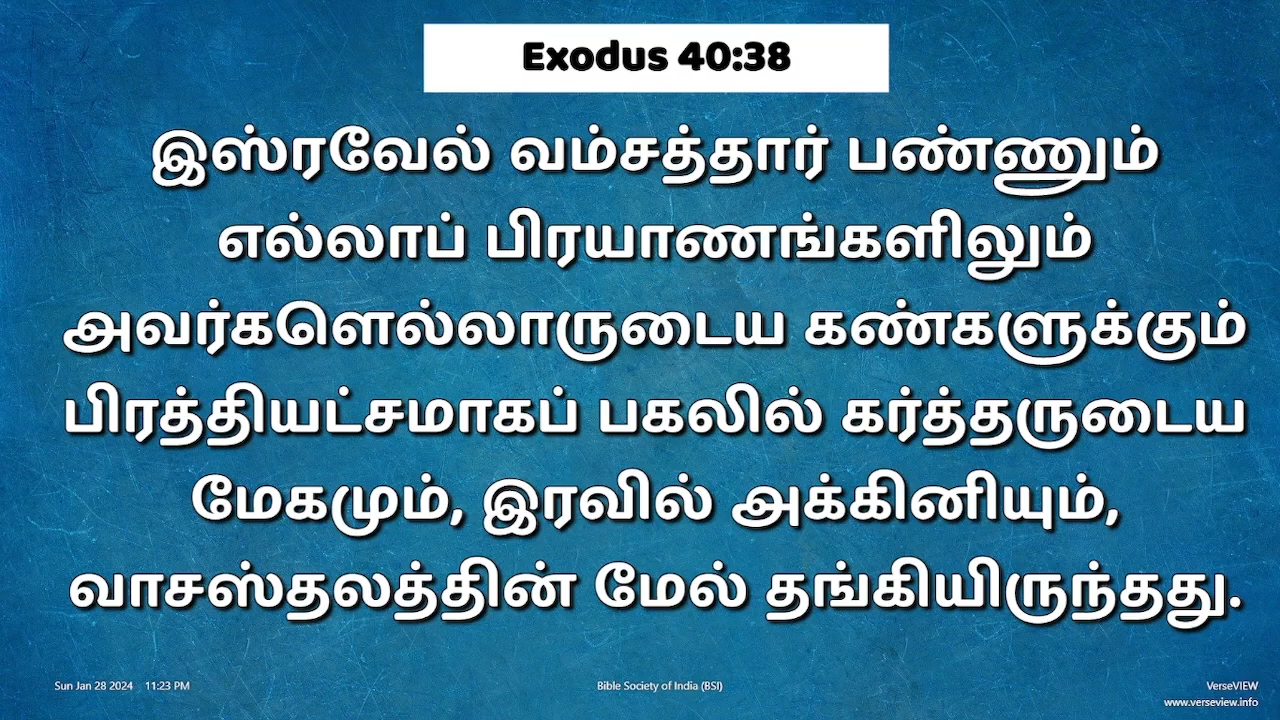 Exodus 40:38
இஸ்ரவேல் வம்சத்தார் பண்ணும்
எல்லாப் பிரயாணங்களிலும்
அவர்களெல்லாருடைய கண்களுக்கும்
பிரத்தியட்சமாகப் பகலில் கர்த்தருடைய
மேகமும், இரவில் அக்கினியும்,
வாசஸ்தலத்தின் மேல் தங்கியிருந்தது.
Sun Jan 28 2024 11:23 PM
Bible Society of India (BSI)
VerseVIEW
www.verseview.info